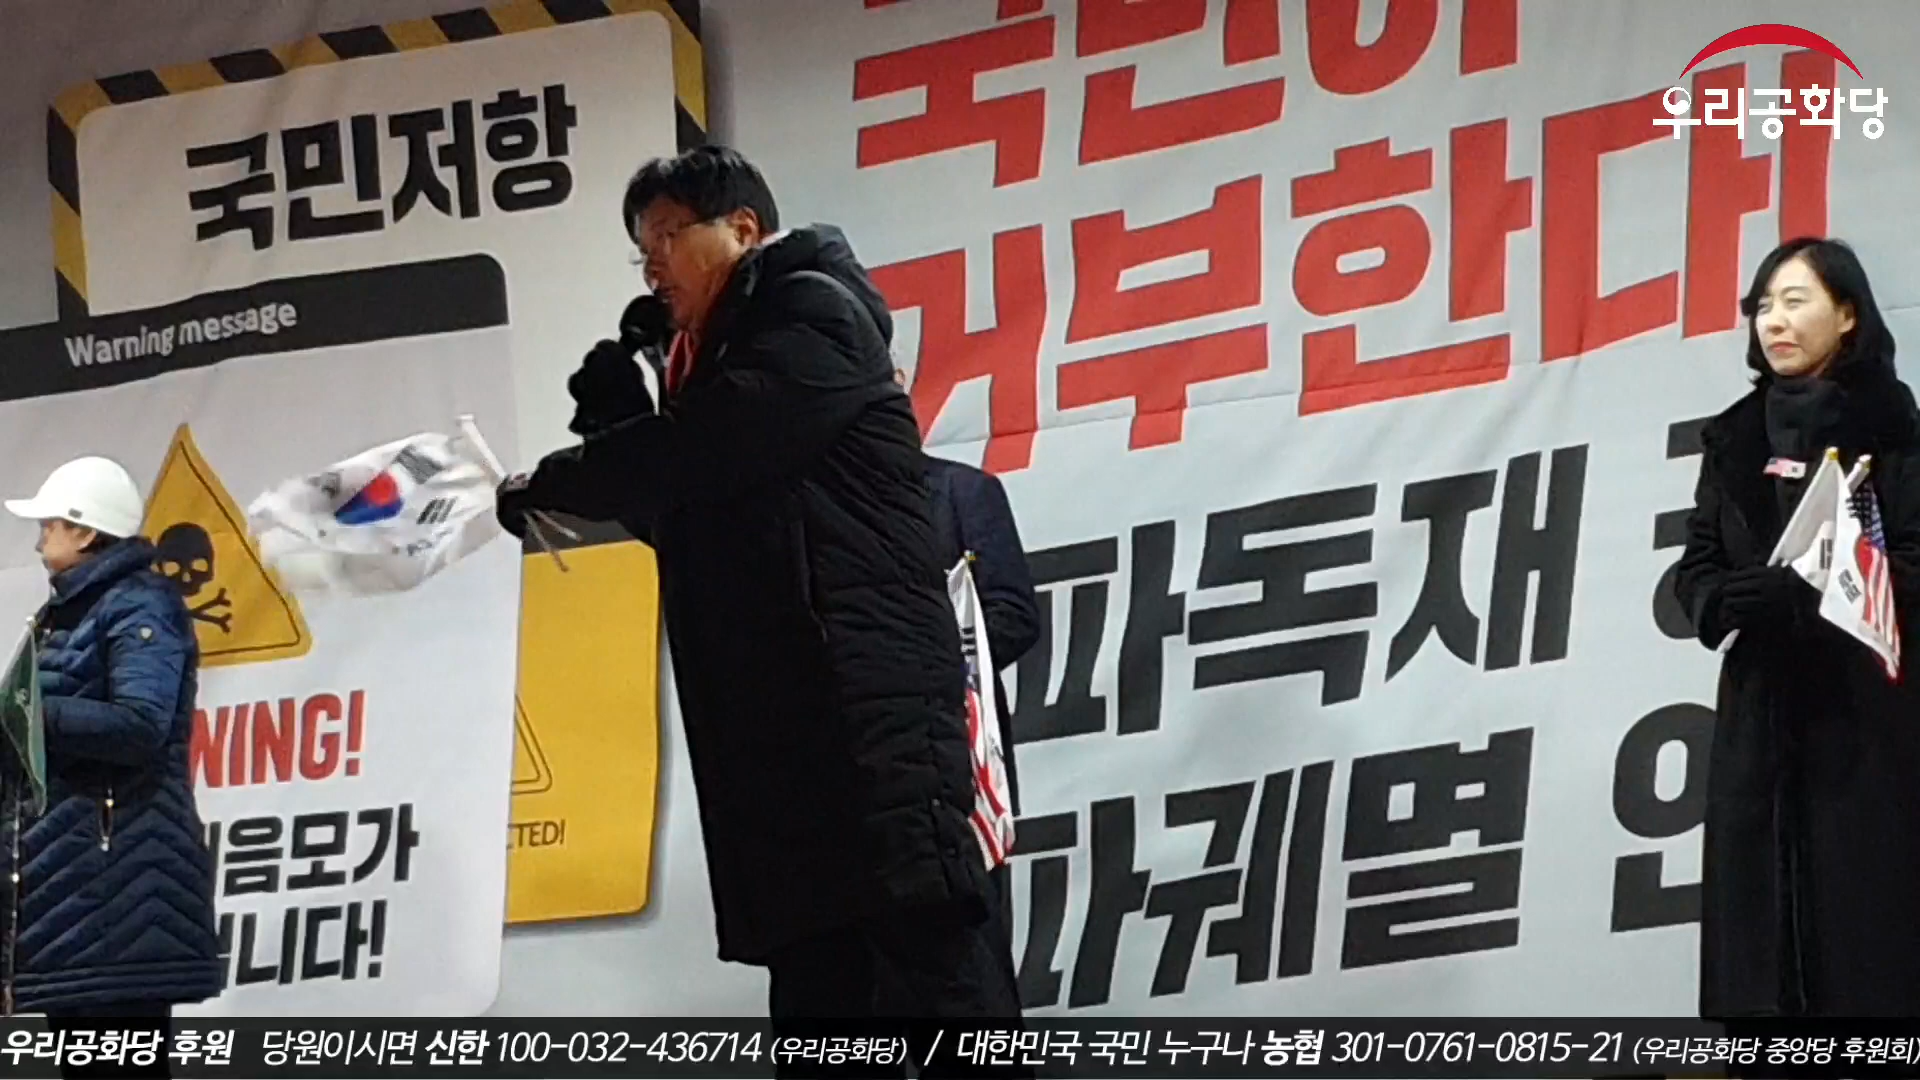 우리공화당
국민저항
Warning message
NING!
음모가
니다!
CTED!
국민이
거부한다!
파독재
파궤멸
우리공화당 후원 당원이시면 신한 100-032-436714 (우리공화당) / 대한민국 국민 누구나 농협 301-0761-0815-21 (우리공화당 중앙당 후원회)